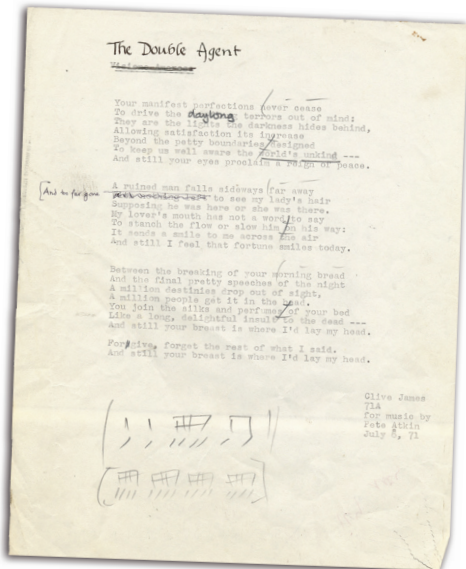 The Double Agent
Your manifest perfections never cease
To drive the daylong terrors out of mind:
They are the lights the darkness hides behind,
Allowing satisfaction its increase
Beyond the petty boundaries assigned
To keep us well aware the world's unkind ---
And still your eyes proclaim a reign of peace.
A ruined man falls sideways far away
[And too far gone to see my lady's hair
Supposing he was here or she was there.
My lover's mouth has not a word to say
To stanch the flow or slow him on his way:
It sends a smile to me across the air
And still I feel that fortune smiles today.
Between the breaking of your morning bread
And the final pretty speeches of the night
A million destinies drop out of sight,
A million people get it in the head.
You join the silks and perfumes of your bed
Like a long, delightful insult to the dead ---
And still your breast is where I'd lay my head.
Forgive, forget the rest of what I said.
And still your breast is where I'd lay my head.
Clive James
71A
for music by
Pete Atkin
July 6, 71